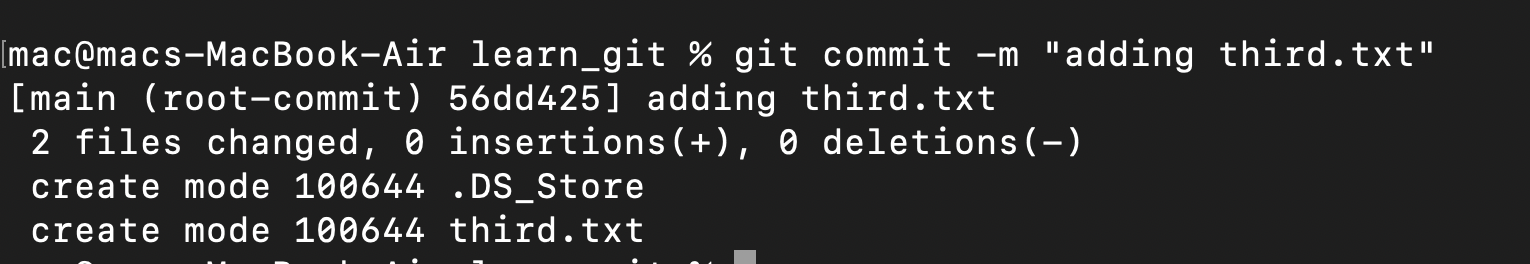 [mac@macs-MacBook-Air learn_git % git commit -m "adding third.txt"
[main (root-commit) 56dd425] adding third.txt
 2 files changed, 0 insertions(+), 0 deletions(-)
 create mode 100644 .DS_Store
 create mode 100644 third.txt